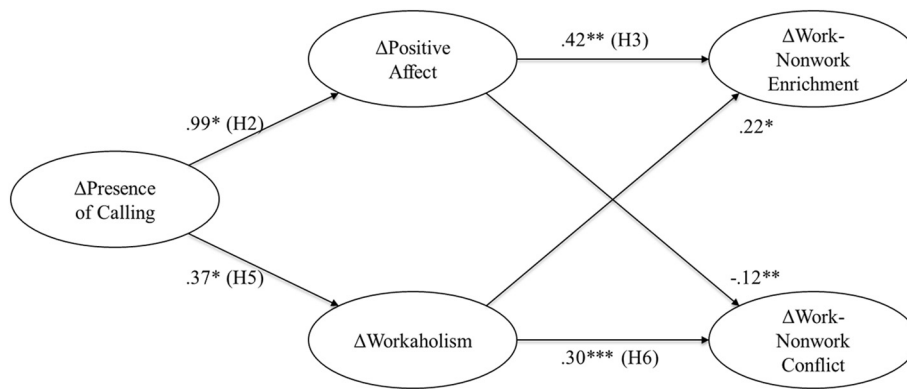 ΔPositive
Affect
.42** (H3)
ΔWork-
Nonwork
Enrichment
.99* (H2)
.22*
ΔPresence
of Calling
.37* (H5)
-.12**
ΔWorkaholism
.30*** (H6)
ΔWork-
Nonwork
Conflict